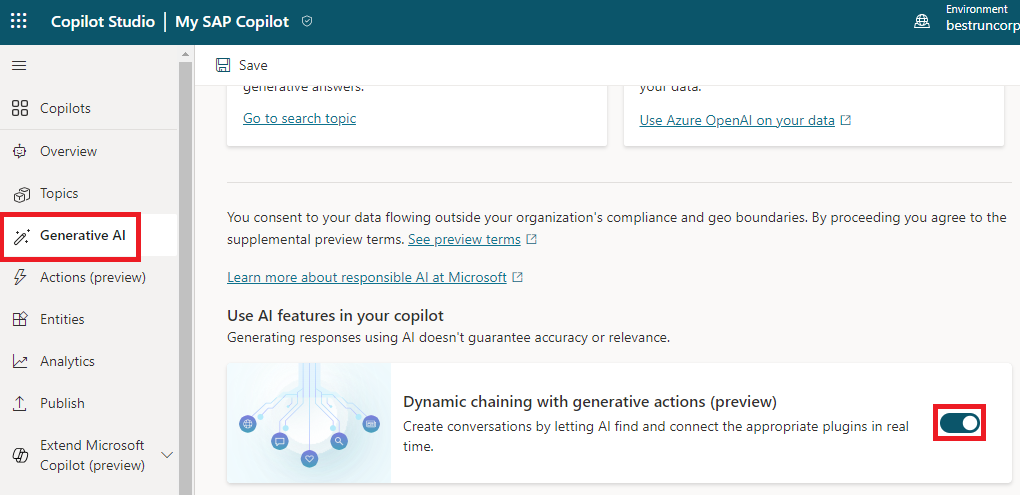 Copilot Studio | My SAP Copilot
Environment
bestruncorp
Save
Copilots
Overview
Topics
Generative AI
Actions (preview)
Entities
Analytics
Publish
Extend Microsoft
Copilot (preview)
generative answers.
Go to search topic
your data.
Use Azure OpenAI on your data
You consent to your data flowing outside your organization's compliance and geo boundaries. By proceeding you agree to the
supplemental preview terms. See preview terms
Learn more about responsible AI at Microsoft
Use AI features in your copilot
Generating responses using AI doesn't guarantee accuracy or relevance.
Dynamic chaining with generative actions (preview)
Create conversations by letting AI find and connect the appropriate plugins in real
time.